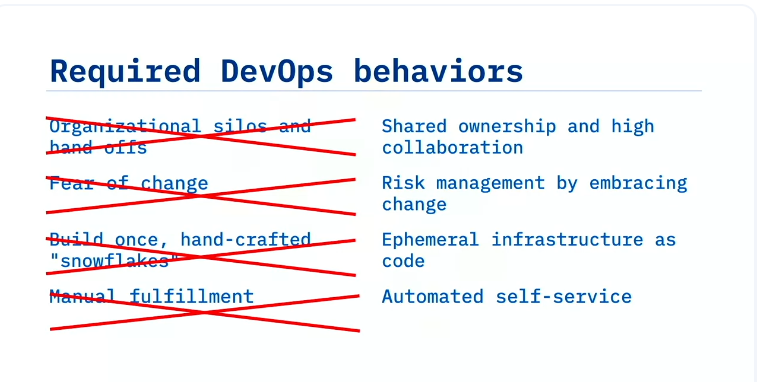 Required DevOps behaviors
Organizational silos and
hand offs
Shared ownership and high
collaboration
Fear of change
Risk management by embracing
change
Build once, hand-crafted
"snowflakes"
Ephemeral infrastructure as
code
Manual fulfillment
Automated self-service